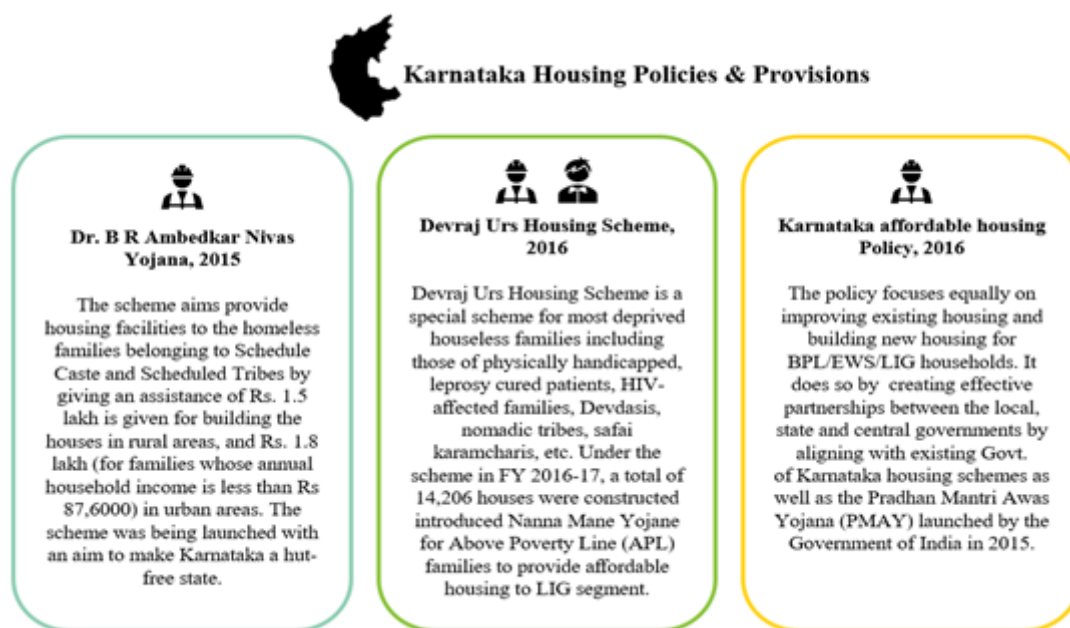 Karnataka Housing Policies & Provisions
Dr. B R Ambedkar Nivas
Yojana, 2015
The scheme aims provide
housing facilities to the homeless
families belonging to Schedule
Caste and Scheduled Tribes by
giving an assistance of Rs. 1.5
lakh is given for building the
houses in rural areas, and Rs. 1.8
lakh (for families whose annual
household income is less than Rs
87,6000) in urban areas. The
scheme was being launched with
an aim to make Karnataka a hut-
free state.
Devraj Urs Housing Scheme,
2016
Devraj Urs Housing Scheme is a
special scheme for most deprived
houseless families including
those of physically handicapped,
leprosy cured patients, HIV-
affected families, Devdasis,
nomadic tribes, safai
karamcharis, etc. Under the
scheme in FY 2016-17, a total of
14,206 houses were constructed
introduced Nanna Mane Yojane
for Above Poverty Line (APL)
families to provide affordable
housing to LIG segment.
Karnataka affordable housing
Policy, 2016
The policy focuses equally on
improving existing housing and
building new housing for
BPL/EWS/LIG households. It
does so by creating effective
partnerships between the local,
state and central governments by
aligning with existing Govt.
of Karnataka housing schemes as
well as the Pradhan Mantri Awas
Yojana (PMAY) launched by the
Government of India in 2015.